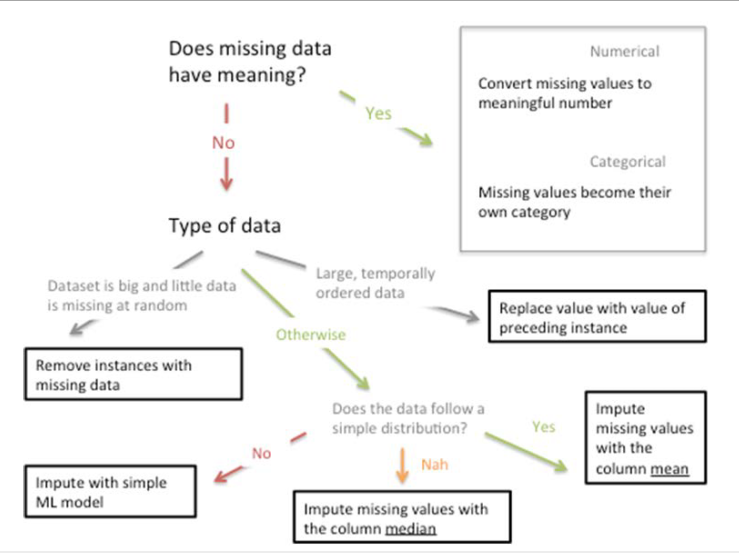 Does missing data
have meaning?
Yes
No
Numerical
Convert missing values to
meaningful number
Categorical
Missing values become their
own category
Type of data
Dataset is big and little data
is missing at random
Large, temporally
ordered data
Otherwise
Replace value with value of
preceding instance
Remove instances with
missing data
Does the data follow a
simple distribution?
No
Nah
Yes
Impute
missing values
with the
column mean
Impute with simple
ML model
Impute missing values with
the column median